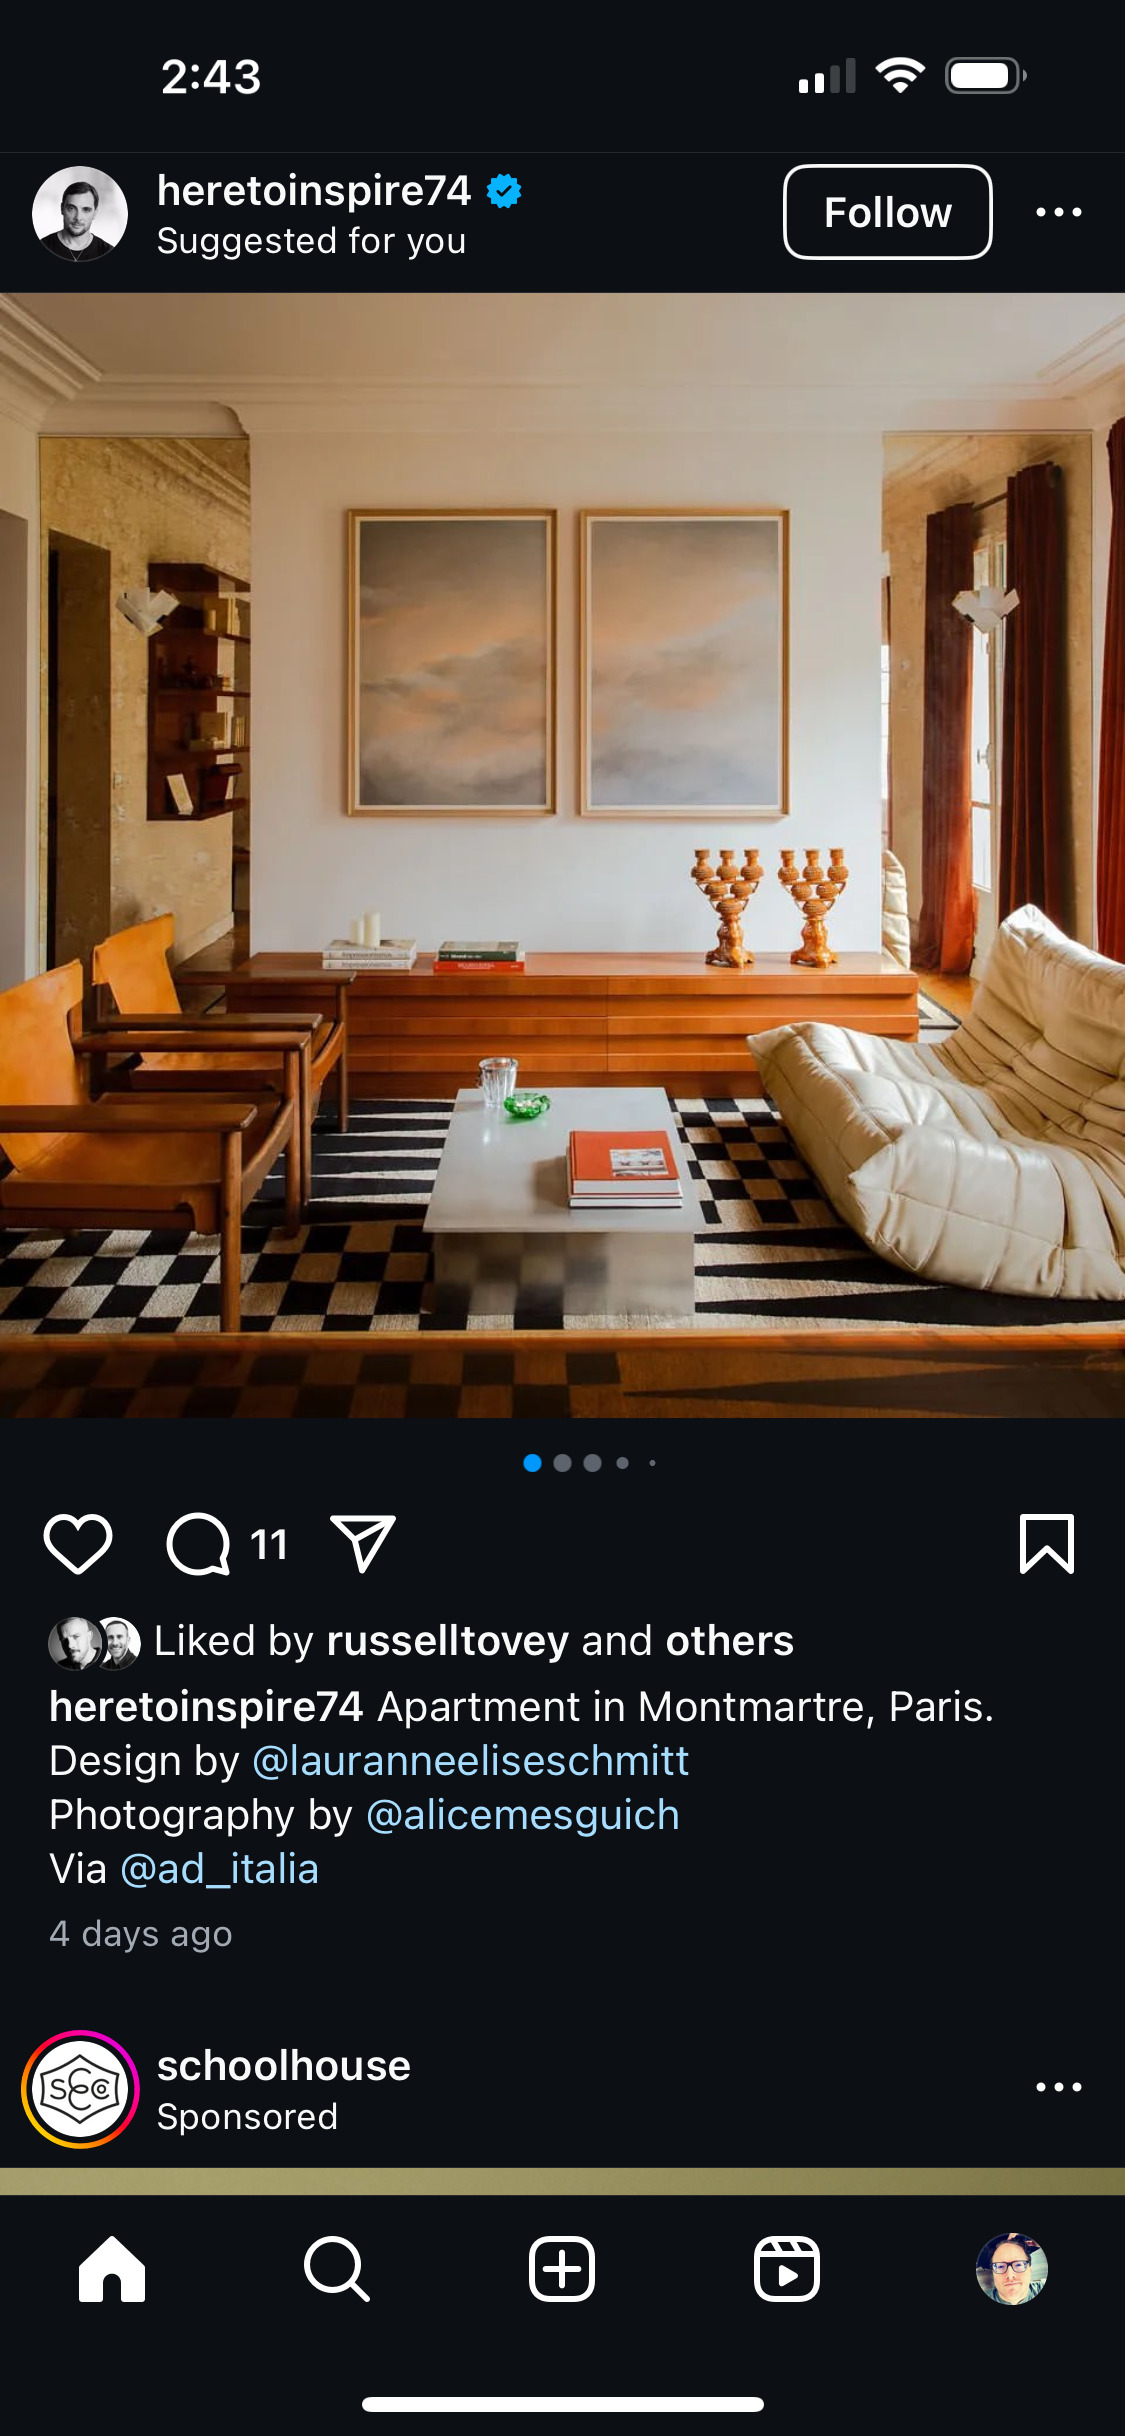 2:43
heretoinspire74
Suggested for you
Follow
11
Liked by russelltovey and others
heretoinspire74 Apartment in Montmartre, Paris.
Design by @lauranneeliseschmitt
Photography by @alicemesguich
Via @ad_italia
4 days ago
schoolhouse
Sponsored